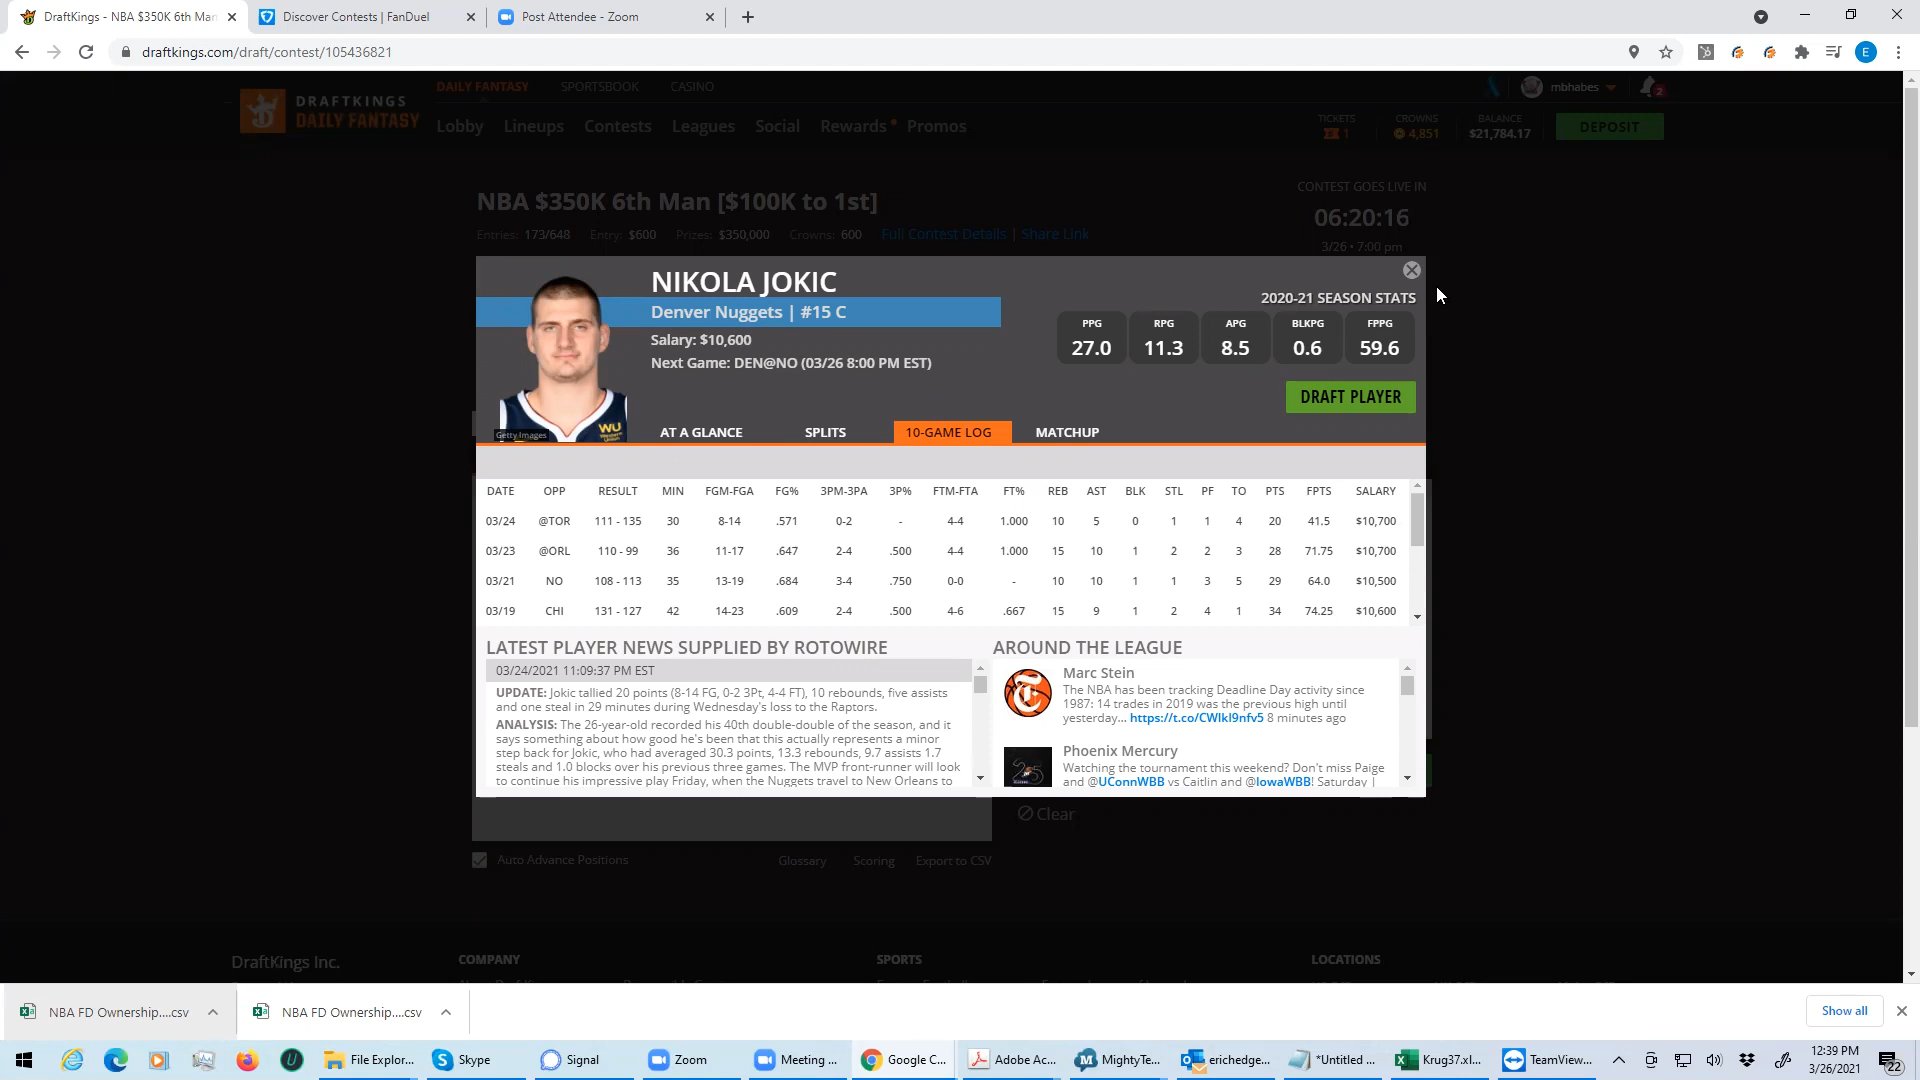 DraftKings - NBA $350K 6th Man
Discover Contests | FanDuel
Post Attendee - Zoom
draftkings.com/draft/contest/105436821
E
DAILY FANTASY SPORTSBOOK CASINO
mbhabes
2
DRAFTKINGS
DAILY FANTASY
Lobby Lineups Contests Leagues Social Rewards Promos
TICKETS
1
CROWNS
4,851
BALANCE
$21,784.17
DEPOSIT
NBA $350K 6th Man [$100K to 1st]
CONTEST GOES LIVE IN
06:20:16
Entries: 173/648 Entry: $600 Prizes: $350,000 Crowns: 600 Full Contest Details | Share Link
3/26 • 7:00 pm
NIKOLA JOKIC
Denver Nuggets | #15 C
Salary: $10,600
Next Game: DEN@NO (03/26 8:00 PM EST)
2020-21 SEASON STATS
PPG RPG APG BLKPG FPPG
27.0 11.3 8.5 0.6 59.6
DRAFT PLAYER
WU
Getty Images
AT A GLANCE SPLITS 10-GAME LOG MATCHUP
DATE OPP RESULT MIN FGM-FGA FG% 3PM-3PA 3P% FTM-FTA FT% REB AST BLK STL PF TO PTS FPTS SALARY
03/24 @TOR 111 - 135 30 8-14 .571 0-2 - 4-4 1.000 10 5 0 1 1 4 20 41.5 $10,700
03/23 @ORL 110 - 99 36 11-17 .647 2-4 .500 4-4 1.000 15 10 1 2 2 3 28 71.75 $10,700
03/21 NO 108 - 113 35 13-19 .684 3-4 .750 0-0 - 10 10 1 1 3 5 29 64.0 $10,500
03/19 CHI 131 - 127 42 14-23 .609 2-4 .500 4-6 .667 15 9 1 2 4 1 34 74.25 $10,600
LATEST PLAYER NEWS SUPPLIED BY ROTOWIRE
03/24/2021 11:09:37 PM EST
UPDATE: Jokic tallied 20 points (8-14 FG, 0-2 3Pt, 4-4 FT), 10 rebounds, five assists
and one steal in 29 minutes during Wednesday's loss to the Raptors.
ANALYSIS: The 26-year-old recorded his 40th double-double of the season, and it
says something about how good he's been that this actually represents a minor
step back for Jokic, who had averaged 30.3 points, 13.3 rebounds, 9.7 assists 1.7
steals and 1.0 blocks over his previous three games. The MVP front-runner will look
to continue his impressive play Friday, when the Nuggets travel to New Orleans to
AROUND THE LEAGUE
Marc Stein
The NBA has been tracking Deadline Day activity since
1987: 14 trades in 2019 was the previous high until
yesterday... https://t.co/CWlkI9nfv5 8 minutes ago
Phoenix Mercury
Watching the tournament this weekend? Don't miss Paige
and @UConnWBB vs Caitlin and @IowaWBB! Saturday |
Clear
Auto Advance Positions
Glossary Scoring Export to CSV
DraftKings Inc.
COMPANY
SPORTS
LOCATIONS
NBA FD Ownership....csv
NBA FD Ownership....csv
Show all
File Explor...
Skype
Signal
Zoom
Meeting ...
Google C...
Adobe Ac...
MightyTe...
erichedge...
*Untitled ...
Krug37.xl...
TeamView...
12:39 PM
3/26/2021
22